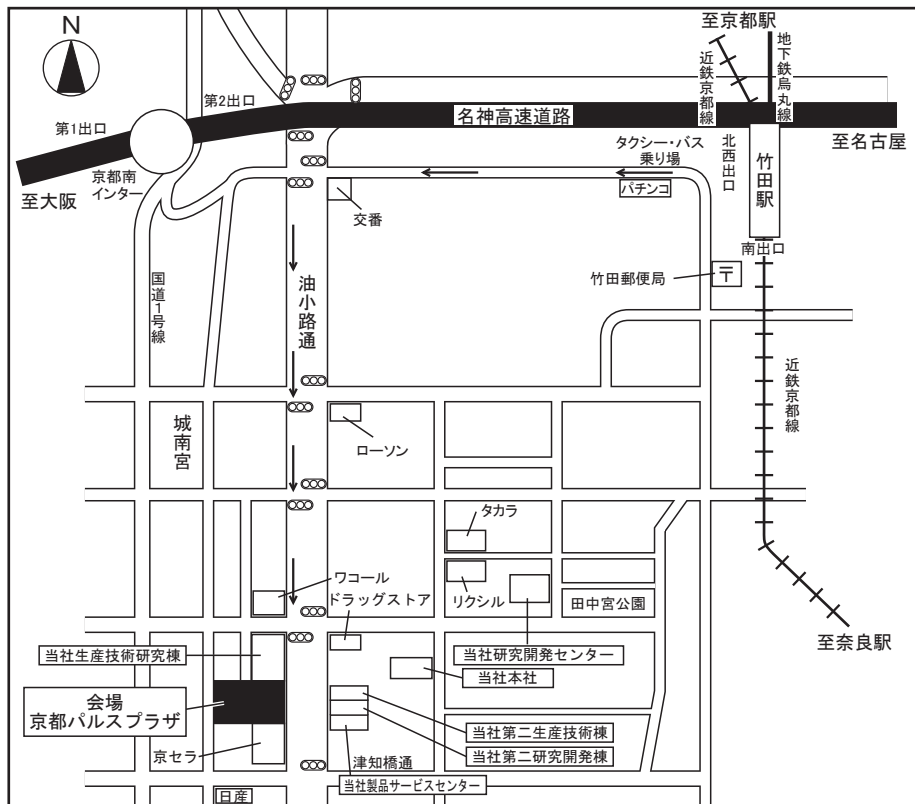 N
至京都駅
近鉄京都線
地下鉄烏丸線
第2出口
第1出口
名神高速道路
至名古屋
京都南
インター
至大阪
タクシー・バス
乗り場
北西出口
竹田駅
パチンコ
交番
南出口
竹田郵便局
〒
国道1号線
油小路通
近鉄京都線
城南宮
ローソン
タカラ
ワコール
ドラッグストア
リクシル
田中宮公園
至奈良駅
当社生産技術研究棟
当社研究開発センター
当社本社
会場
京都パルスプラザ
当社第二生産技術棟
当社第二研究開発棟
京セラ
津知橋通
当社製品サービスセンター
日産